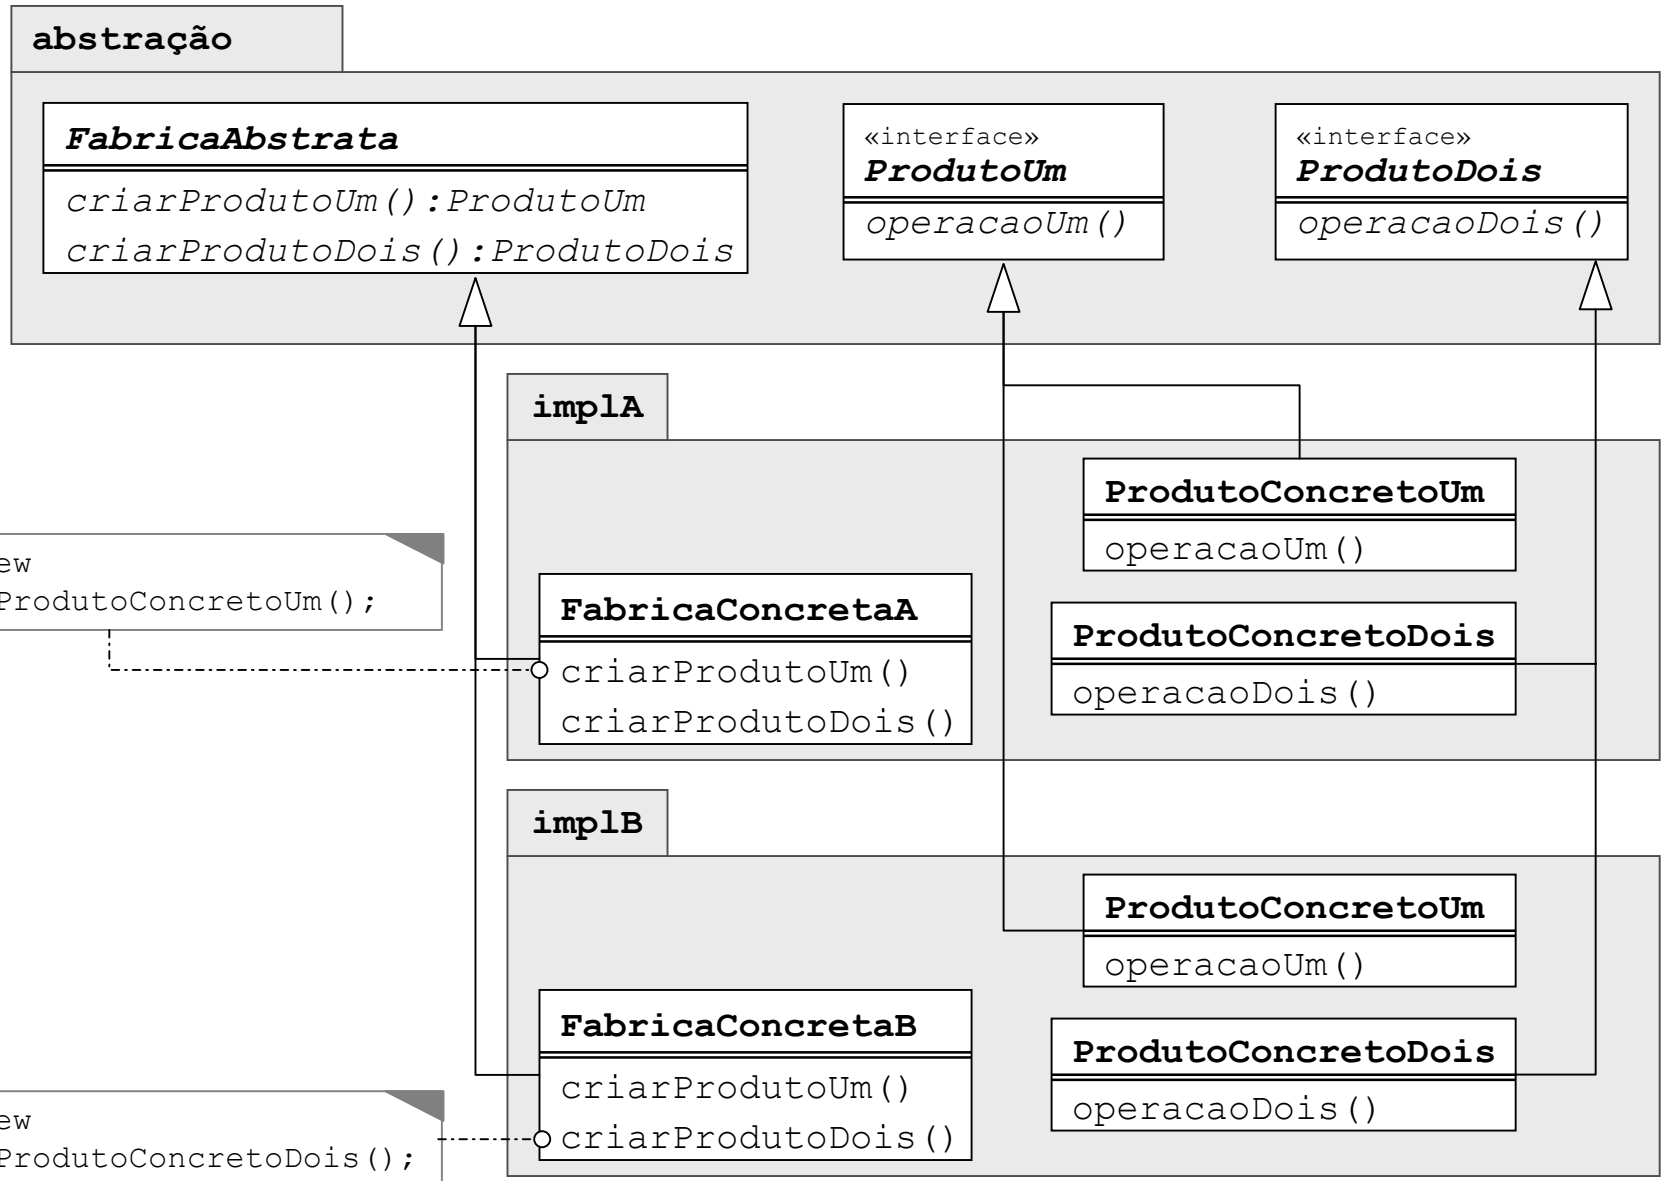 abstração
FabricaAbstrata
criarProdutoUm():ProdutoUm
criarProdutoDois():ProdutoDois
«interface»
ProdutoUm
operacaoUm()
«interface»
ProdutoDois
operacaoDois()
implA
ProdutoConcretoUm
operacaoUm()
ew
ProdutoConcretoUm();
FabricaConcretaA
criarProdutoUm()
criarProdutoDois()
ProdutoConcretoDois
operacaoDois()
implB
ProdutoConcretoUm
operacaoUm()
FabricaConcretaB
criarProdutoUm()
criarProdutoDois()
ProdutoConcretoDois
operacaoDois()
ew
ProdutoConcretoDois();